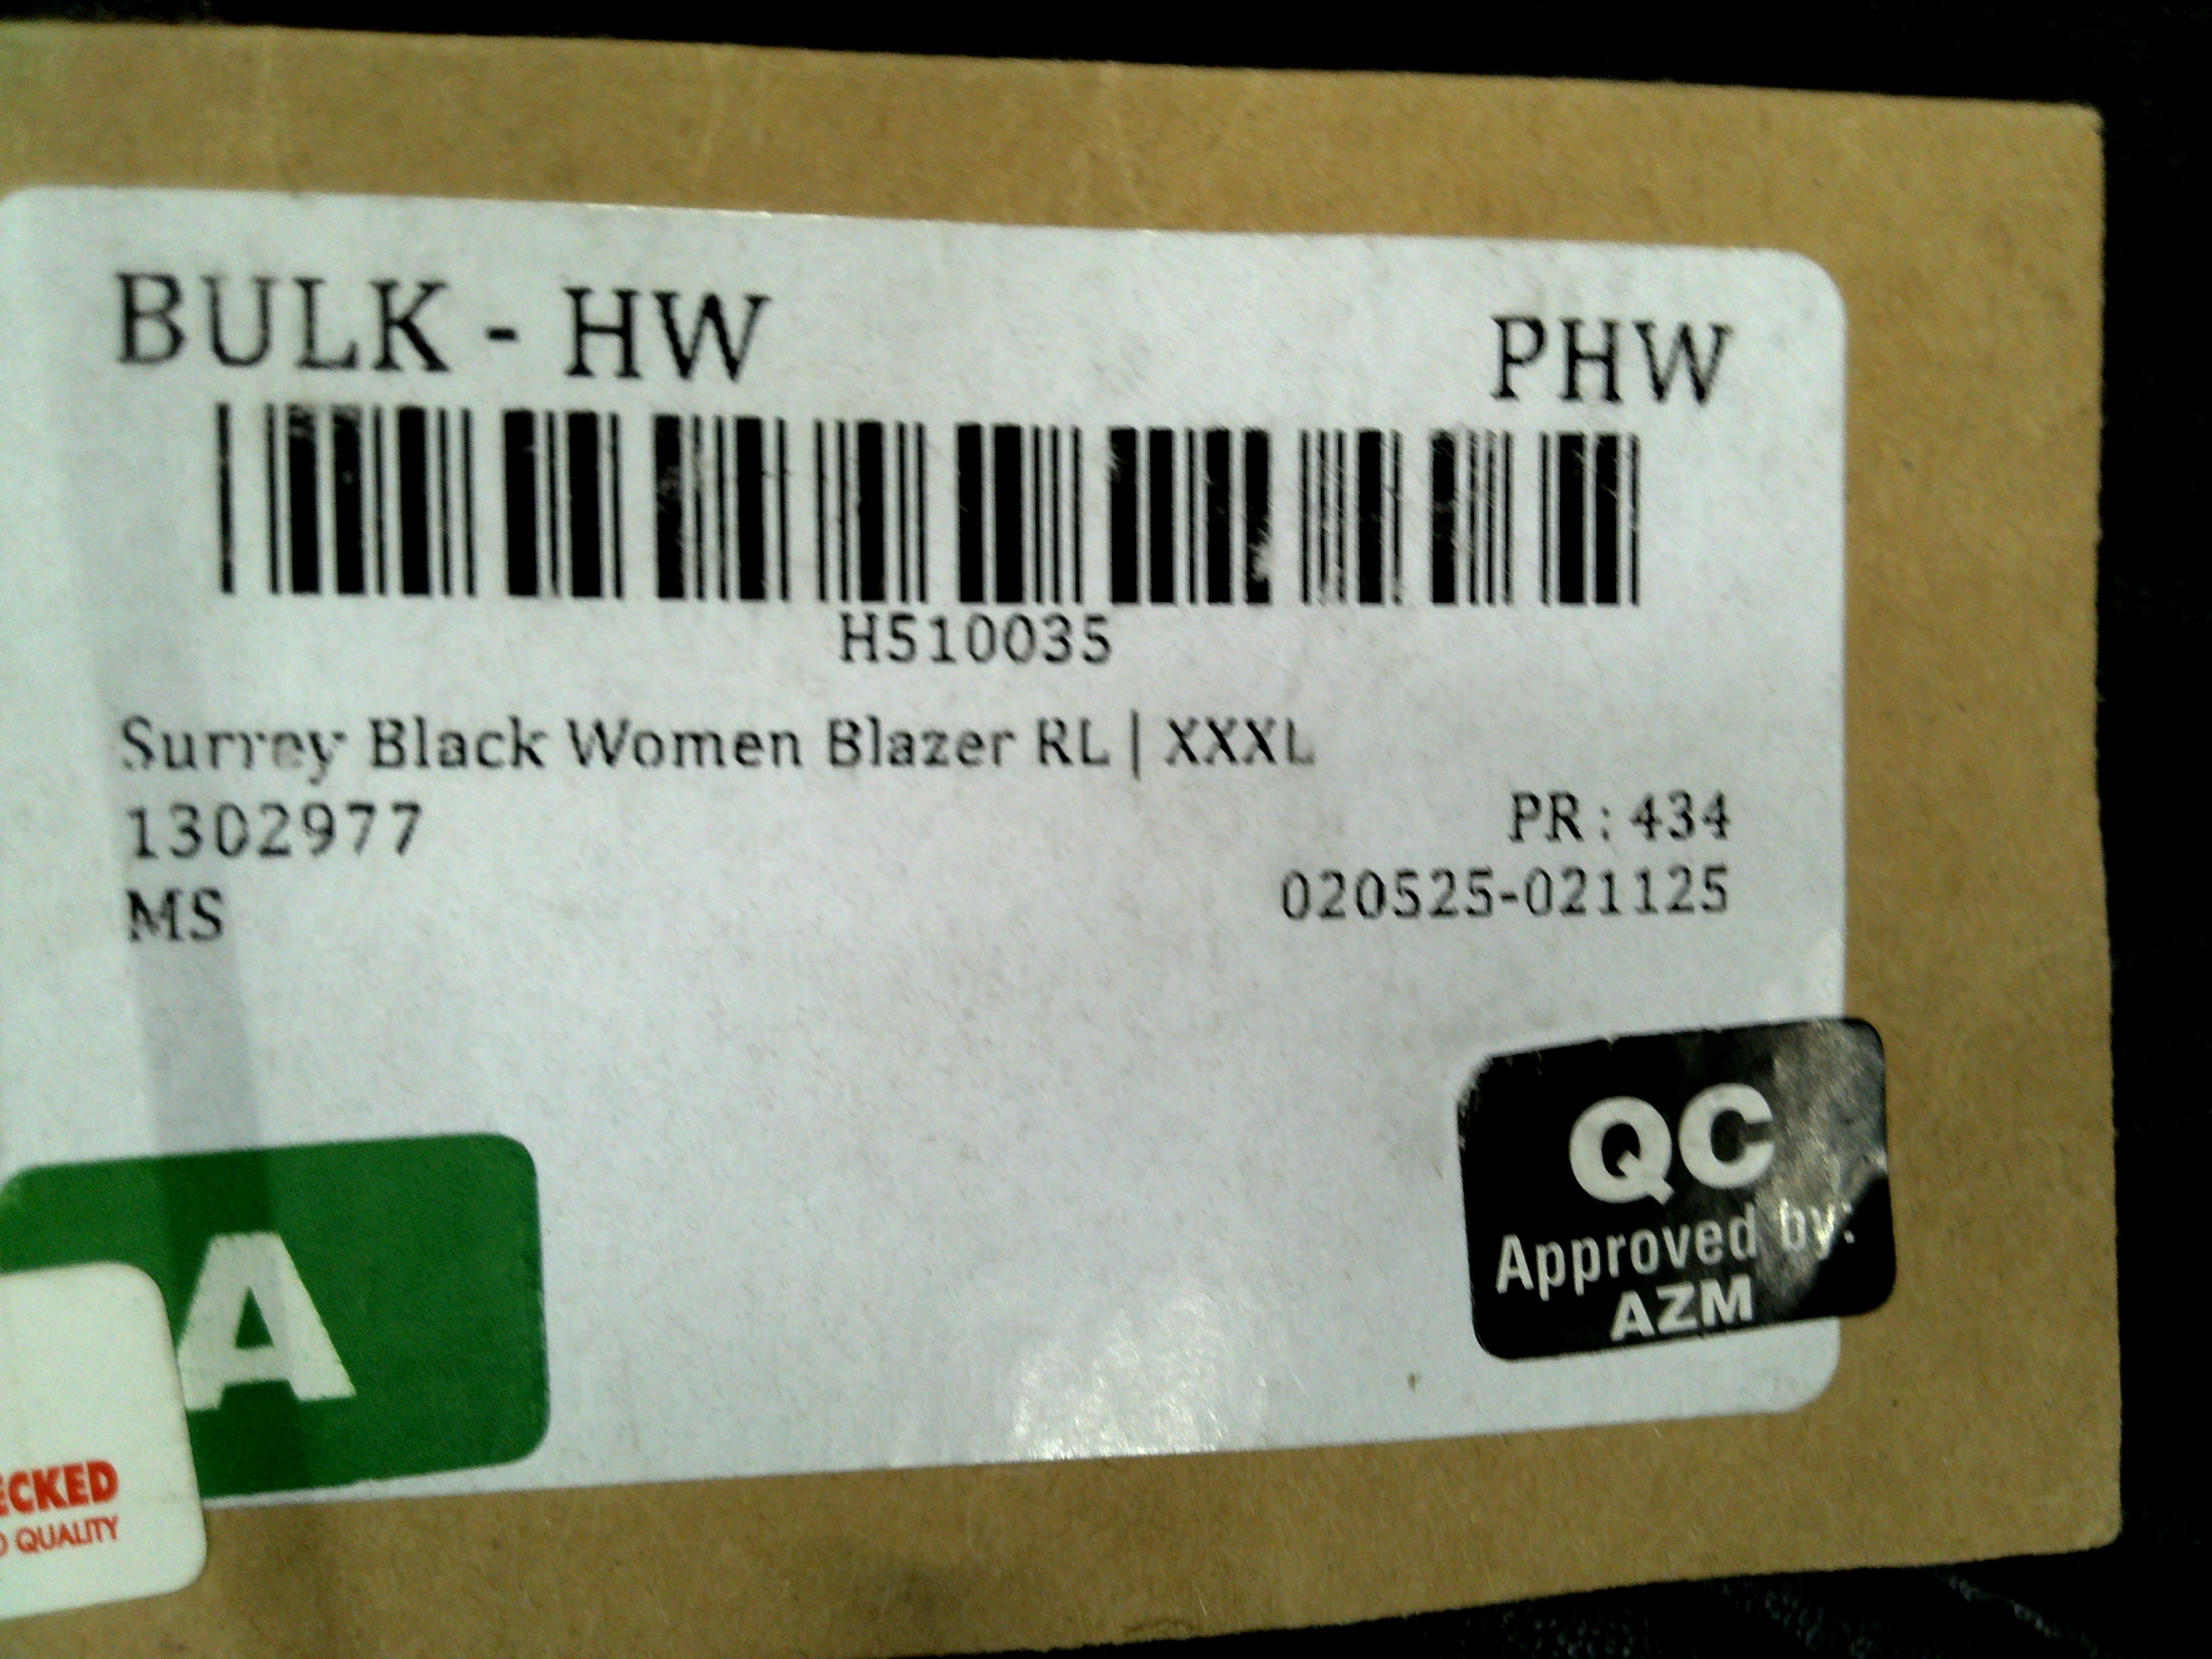 BULK - HW PHW
H510035
Surrey Black Women Blazer RL | XXXL
1302977 PR : 434
MS 020525-021125
QC
Approved by:
AZM
A
ECKED
QUALITY